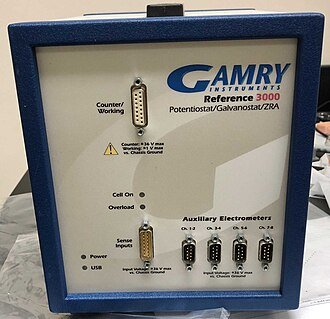 GAMRY
INSTRUMENTS
Reference 3000
Potentiostat/Galvanostat/ZRA
Counter/
Working
Counter: ±36 V max
Working: ±1 V max
vs. Chassis Ground
Cell On
Overload
Auxiliary Electrometers
Ch. 1-2 Ch. 3-4 Ch. 5-6 Ch. 7-8
Sense
Inputs
Power
USB
Input Voltage: ±36 V max
vs. Chassis Ground
Input Voltage: ±36 V max
vs. Chassis Ground